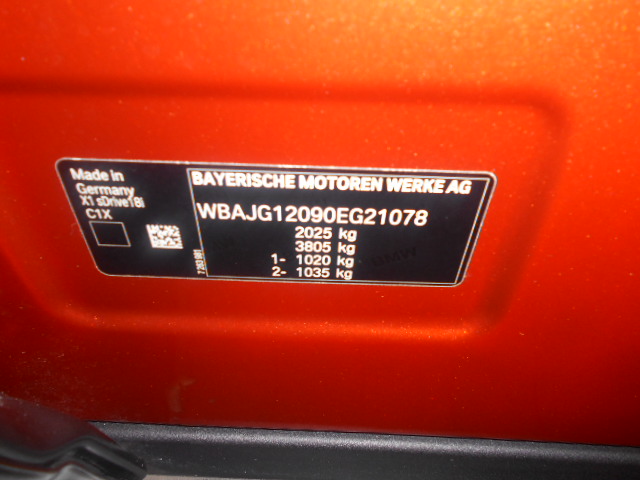 Made in
Germany
X1 sDrive18i
C1X
BAYERISCHE MOTOREN WERKE AG
WBAJG12090EG21078
2025 kg
3805 kg
1- 1020 kg
2- 1035 kg